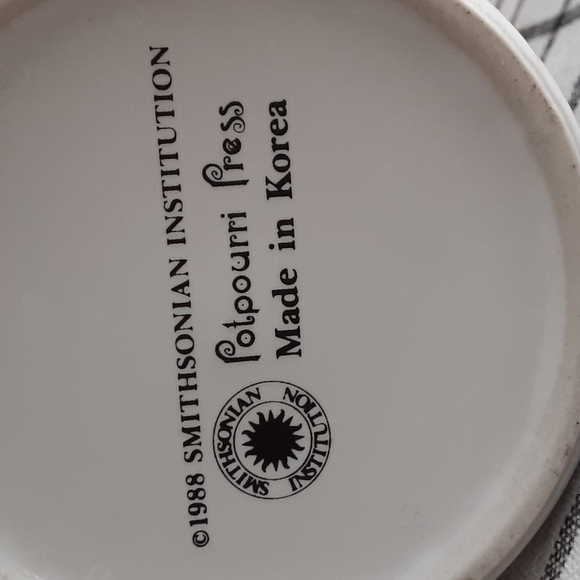 ©1988 SMITHSONIAN INSTITUTION
Potpourri Press
Made in Korea
SMITHSONIAN INSTITUTION